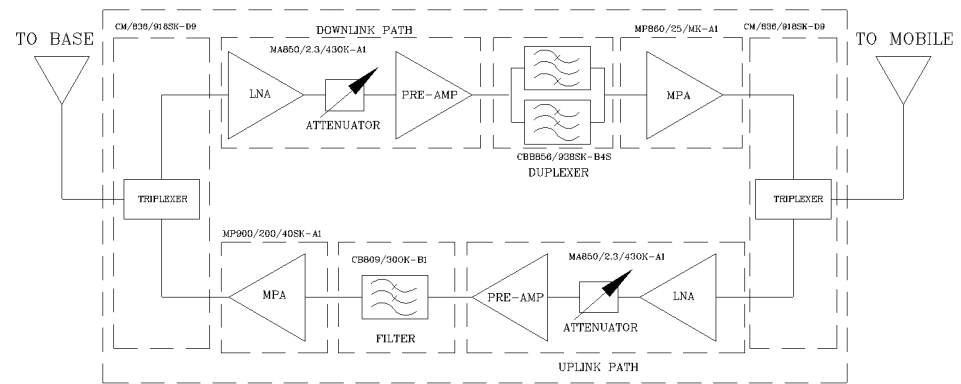 CM/836/918SK-D9
DOWNLINK PATH
MP860/25/MK-A1
CM/836/918SK-D9
TO BASE
MA850/2.3/430K-A1
TO MOBILE
LNA
PRE-AMP
MPA
ATTENUATOR
CBB856/938SK-B4S
DUPLEXER
TRIPLEXER
TRIPLEXER
MP900/200/40SK-A1
CB809/300K-B1
MA850/2.3/430K-A1
MPA
PRE-AMP
LNA
ATTENUATOR
FILTER
UPLINK PATH